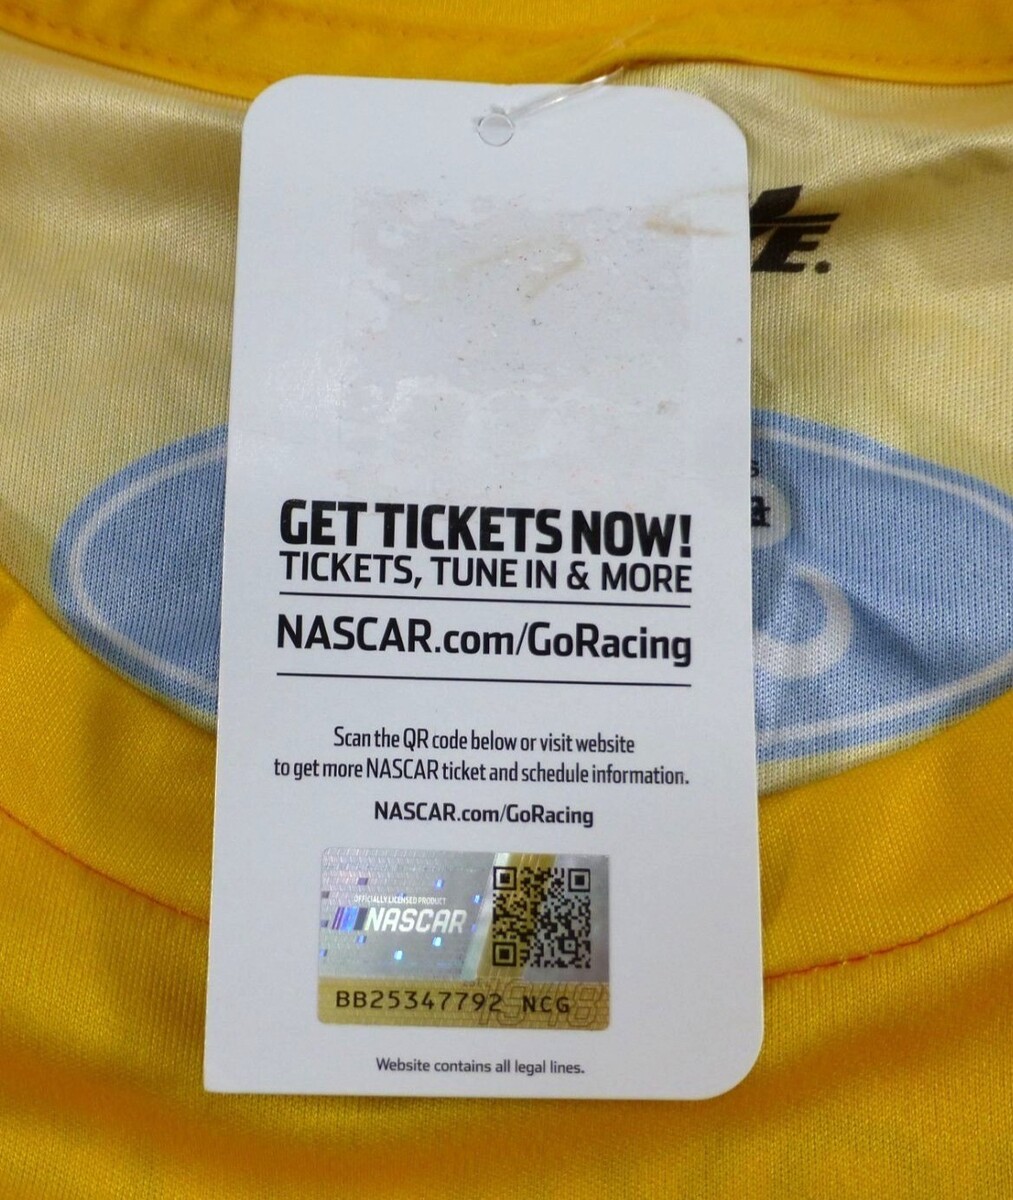 GET TICKETS NOW!
TICKETS, TUNE IN & MORE
NASCAR.com/GoRacing
Scan the QR code below or visit website
to get more NASCAR ticket and schedule information.
NASCAR.com/GoRacing
OFFICIALLY LICENSED PRODUCT
NASCAR
BB25347792 NCG
1948
Website contains all legal lines.